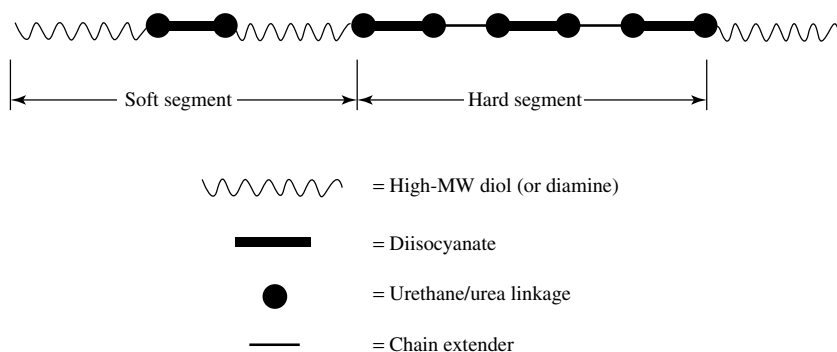 Soft segment
Hard segment
= High-MW diol (or diamine)
= Diisocyanate
= Urethane/urea linkage
= Chain extender